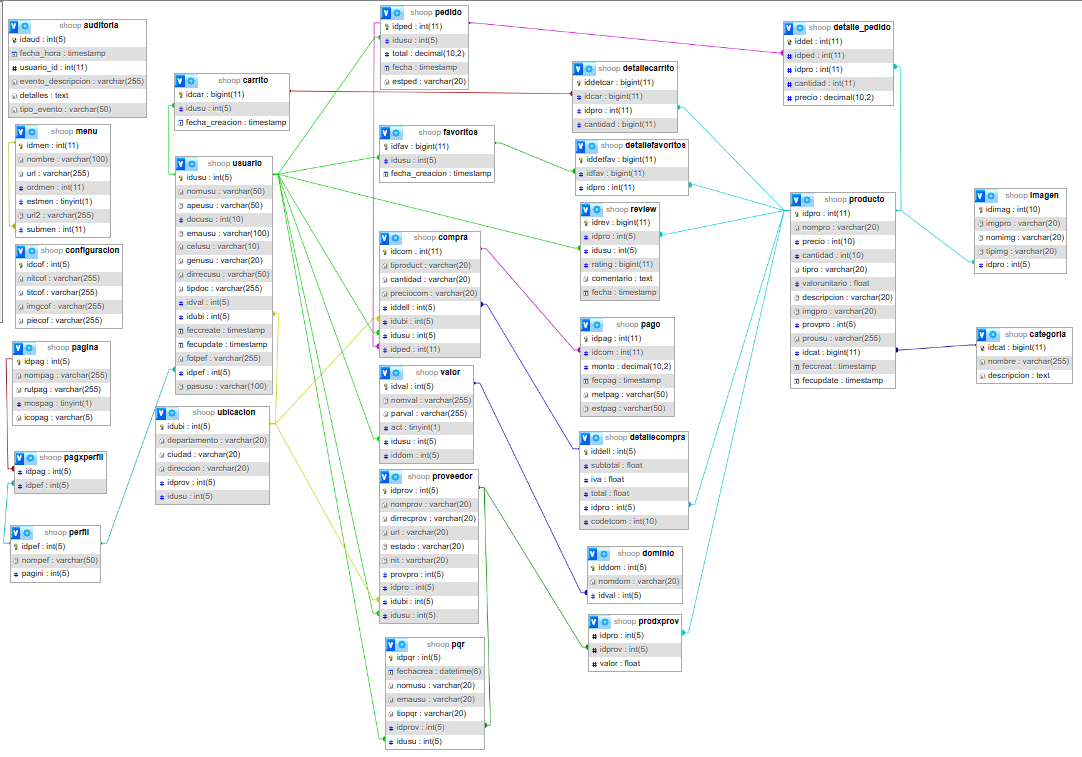 shoop auditoria
idaud : int(5)
fecha_hora : timestamp
usuario_id : int(11)
evento_descripcion : varchar(255)
detalles : text
tipo_evento : varchar(50)
shoop menu
idmen : int(11)
nombre : varchar(100)
url : varchar(255)
ordmen : int(11)
estmen : tinyint(1)
url2 : varchar(255)
submen : int(11)
shoop configuracion
idcof : int(5)
nitcof : varchar(255)
titcof : varchar(255)
imgcof : varchar(255)
piecof : varchar(255)
shoop pagina
idpag : int(5)
nompag : varchar(255)
rutpag : varchar(255)
mospag : tinyint(1)
icopag : varchar(5)
shoop pagxperfil
idpag : int(5)
idpef : int(5)
shoop perfil
idpef : int(5)
nompef : varchar(50)
pagini : int(5)
shoop carrito
idcar : bigint(11)
idusu : int(5)
fecha_creacion : timestamp
shoop usuario
idusu : int(5)
nomusu : varchar(50)
apeusu : varchar(50)
docusu : int(10)
emausu : varchar(100)
celusu : varchar(10)
genusu : varchar(20)
dirrecusu : varchar(50)
tipdoc : varchar(255)
idval : int(5)
idubi : int(5)
feccreate : timestamp
fecupdate : timestamp
fotpef : varchar(255)
idpef : int(5)
pasusu : varchar(100)
shoop ubicacion
idubi : int(5)
departamento : varchar(20)
ciudad : varchar(20)
direccion : varchar(20)
idprov : int(5)
idusu : int(5)
shoop pedido
idped : int(11)
idusu : int(5)
total : decimal(10,2)
fecha : timestamp
estped : varchar(20)
shoop favoritos
idfav : bigint(11)
idusu : int(5)
fecha_creacion : timestamp
shoop compra
idcom : int(11)
tiproduct : varchar(20)
cantidad : varchar(20)
preciocom : varchar(20)
iddell : int(5)
idubi : int(5)
idusu : int(5)
idped : int(11)
shoop valor
idval : int(5)
nomval : varchar(255)
parval : varchar(255)
act : tinyint(1)
idusu : int(5)
iddom : int(5)
shoop proveedor
idprov : int(5)
nomprov : varchar(20)
dirrecprov : varchar(20)
url : varchar(20)
estado : varchar(20)
nit : varchar(20)
provpro : int(5)
idpro : int(5)
idubi : int(5)
idusu : int(5)
shoop pqr
idpqr : int(5)
fechacrea : datetime(6)
nomusu : varchar(20)
emausu : varchar(20)
tiopqr : varchar(20)
idprov : int(5)
idusu : int(5)
shoop detallecarrito
iddetcar : bigint(11)
idcar : bigint(11)
idpro : int(11)
cantidad : bigint(11)
shoop detallefavoritos
iddetfav : bigint(11)
idfav : bigint(11)
idpro : int(11)
shoop review
idrev : bigint(11)
idpro : int(5)
idusu : int(5)
rating : bigint(11)
comentario : text
fecha : timestamp
shoop pago
idpag : int(11)
idcom : int(11)
monto : decimal(10,2)
fecpag : timestamp
metpag : varchar(50)
estpag : varchar(50)
shoop detallecompra
iddell : int(5)
subtotal : float
iva : float
total : float
idpro : int(5)
codetcom : int(10)
shoop dominio
iddom : int(5)
nomdom : varchar(20)
idval : int(5)
shoop prodxprov
idpro : int(5)
idprov : int(5)
valor : float
shoop detalle_pedido
iddet : int(11)
idped : int(11)
idpro : int(11)
cantidad : int(11)
precio : decimal(10,2)
shoop producto
idpro : int(11)
nompro : varchar(20)
precio : int(10)
cantidad : int(10)
tipro : varchar(20)
valorunitario : float
descripcion : varchar(20)
imgpro : varchar(20)
provpro : int(5)
prousu : varchar(255)
idcat : bigint(11)
feccreat : timestamp
fecupdate : timestamp
shoop imagen
idimag : int(10)
imgpro : varchar(20)
nomimg : varchar(20)
tipimg : varchar(20)
idpro : int(5)
shoop categoria
idcat : bigint(11)
nombre : varchar(255)
descripcion : text